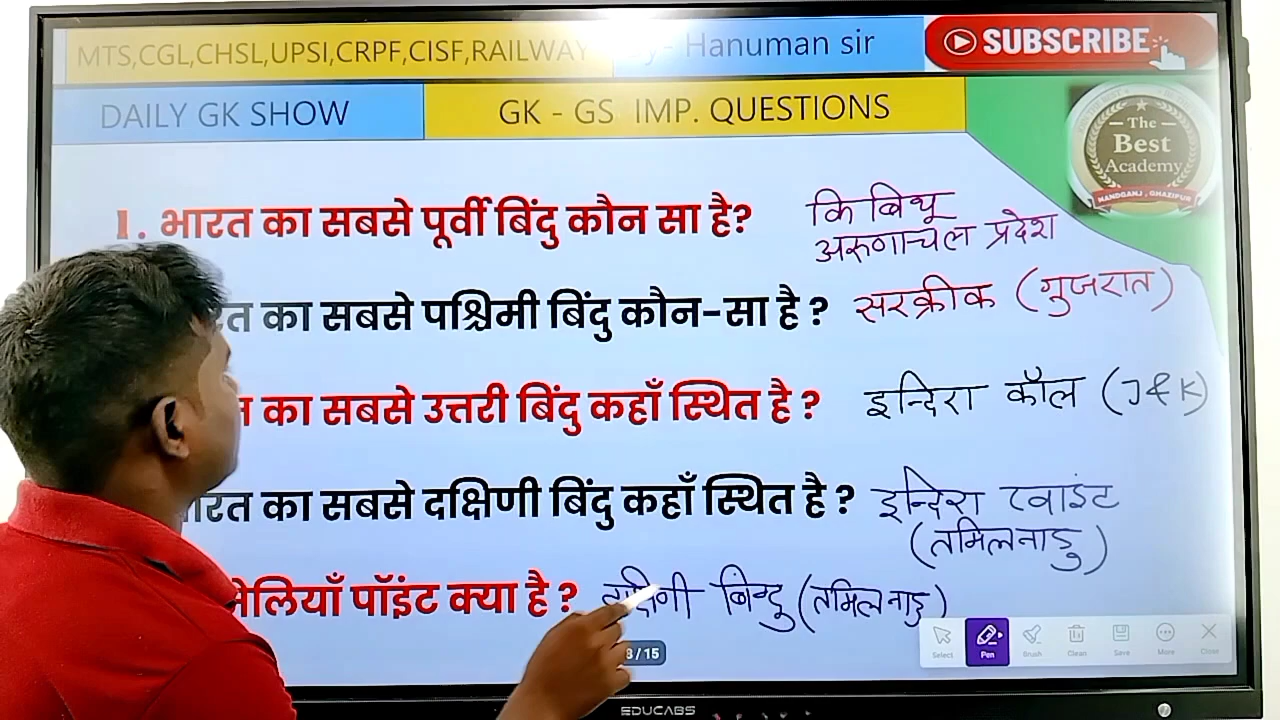 MTS,CGL,CHSL,UPSI,CRPF,CISF,RAILWAY
Hanuman sir
SUBSCRIBE
DAILY GK SHOW
GK - GS IMP. QUESTIONS
The
Best
Academy
NANDGANJ, GHAZIPUR
1. भारत का सबसे पूर्वी बिंदु कौन सा है?
किबिथू
अरुणाचल प्रदेश
का सबसे पश्चिमी बिंदु कौन-सा है ?
सरक्रीक (गुजरात)
का सबसे उत्तरी बिंदु कहाँ स्थित है ?
इन्दिरा कॉल (J&K)
भारत का सबसे दक्षिणी बिंदु कहाँ स्थित है ?
इन्दिरा प्वाइंट
(तमिलनाडु)
पॉइंट क्या है ?
बिन्दु (तमिलनाडु)
Select
Pen
Brush
Clean
Save
More
Close
8/15
EDUCABS